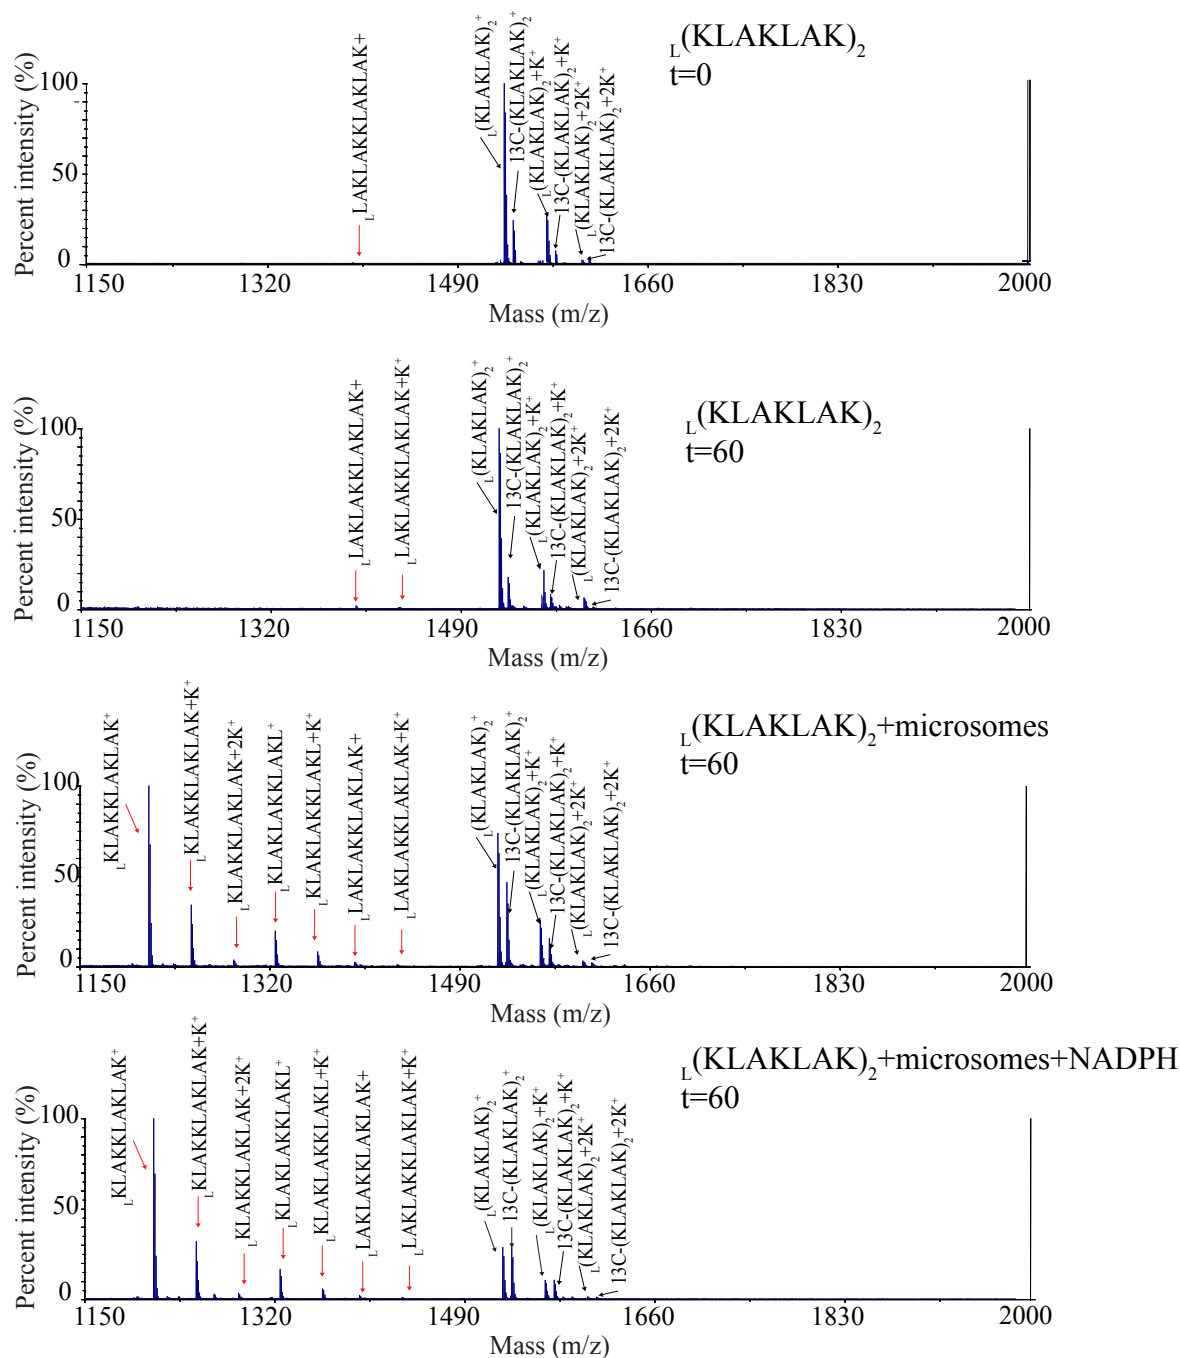 L(KLAKLAK)2
t=0
Percent intensity (%)
100
50
0
LLAKLAKKLAKLAK+
L(KLAKLAK)2+
13C-(KLAKLAK)2+
L(KLAKLAK)2+K+
13C-(KLAKLAK)2+K+
L(KLAKLAK)2+2K+
13C-(KLAKLAK)2+2K+
1150 1320 1490 1660 1830 2000
Mass (m/z)
L(KLAKLAK)2
t=60
Percent intensity (%)
100
50
0
LLAKLAKKLAKLAK+
LLAKLAKKLAKLAK+K+
L(KLAKLAK)2+
13C-(KLAKLAK)2+
L(KLAKLAK)2+K+
13C-(KLAKLAK)2+K+
L(KLAKLAK)2+2K+
13C-(KLAKLAK)2+2K+
1150 1320 1490 1660 1830 2000
Mass (m/z)
L(KLAKLAK)2+microsomes
t=60
Percent intensity (%)
100
50
0
LKLAKKLAKLAK+
LKLAKKLAKLAK+K+
LKLAKKLAKLAK+2K+
LKLAKLAKKLAKL+
LKLAKLAKKLAKL+K+
LLAKLAKKLAKLAK+
LLAKLAKKLAKLAK+K+
L(KLAKLAK)2+
13C-(KLAKLAK)2+
L(KLAKLAK)2+K+
13C-(KLAKLAK)2+K+
L(KLAKLAK)2+2K+
13C-(KLAKLAK)2+2K+
1150 1320 1490 1660 1830 2000
Mass (m/z)
L(KLAKLAK)2+microsomes+NADPH
t=60
Percent intensity (%)
100
50
0
LKLAKKLAKLAK+
LKLAKKLAKLAK+K+
LKLAKKLAKLAK+2K+
LKLAKLAKKLAKL+
LKLAKLAKKLAKL+K+
LLAKLAKKLAKLAK+
LLAKLAKKLAKLAK+K+
L(KLAKLAK)2+
13C-(KLAKLAK)2+
L(KLAKLAK)2+K+
13C-(KLAKLAK)2+K+
L(KLAKLAK)2+2K+
13C-(KLAKLAK)2+2K+
1150 1320 1490 1660 1830 2000
Mass (m/z)